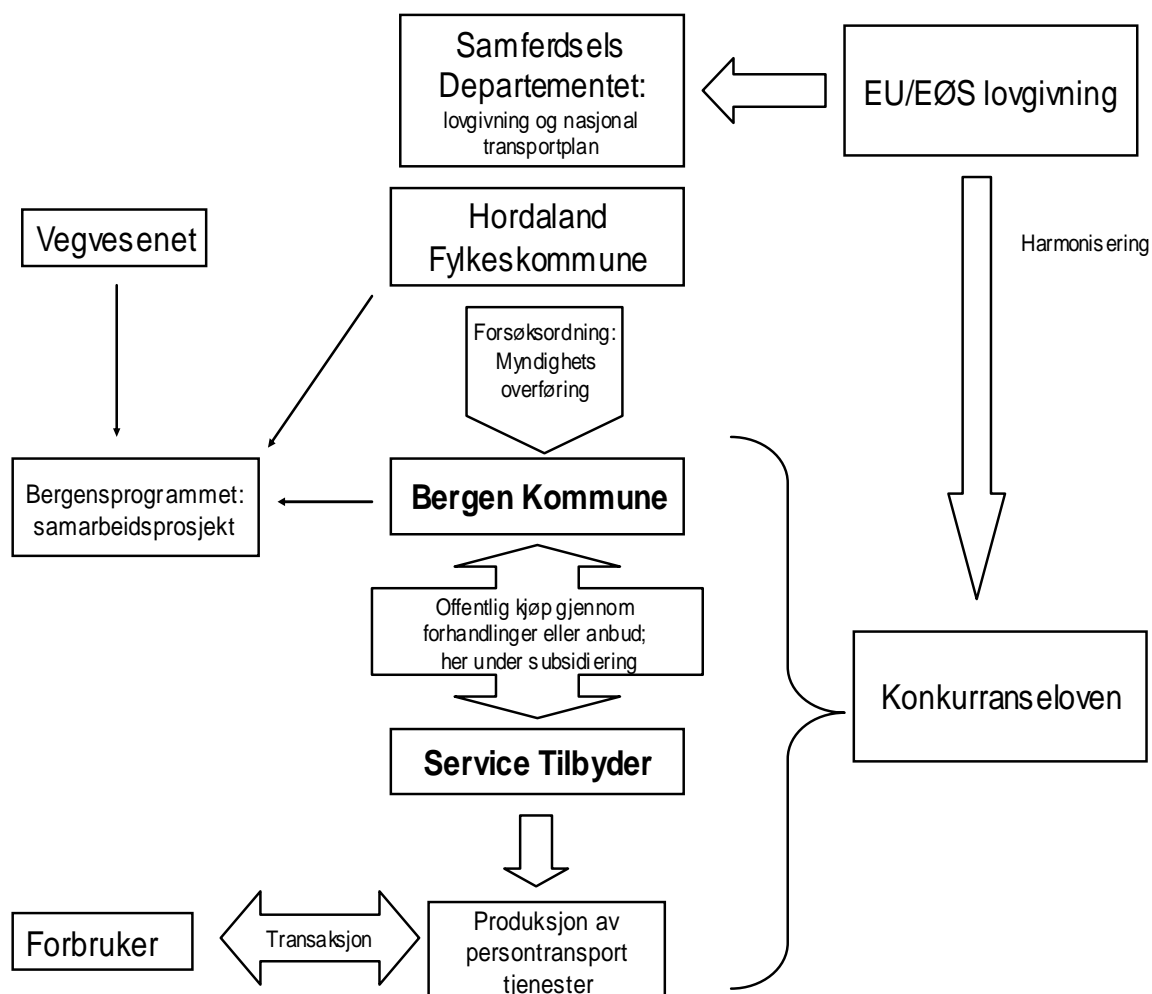 Samferdsels
Departementet:
lovgivning og nasjonal
transportplan
EU/EØS lovgivning
Hordaland
Fylkeskommune
Vegvesenet
Harmonisering
Forsøksordning:
Myndighets
overføring
Bergensprogrammet:
samarbeidsprosjekt
Bergen Kommune
Offentlig kjøp gjennom
forhandlinger eller anbud;
her under subsidiering
Konkurranseloven
Service Tilbyder
Forbruker
Transaksjon
Produksjon av
persontransport
tjenester